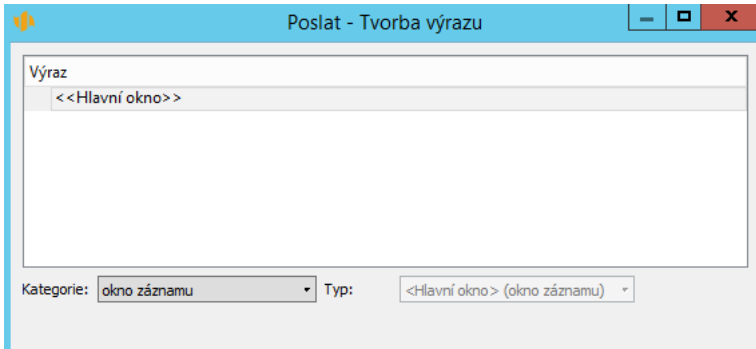 Poslat - Tvorba výrazu
Výraz
<<Hlavní okno>>
Kategorie: okno záznamu Typ: <Hlavní okno> (okno záznamu)